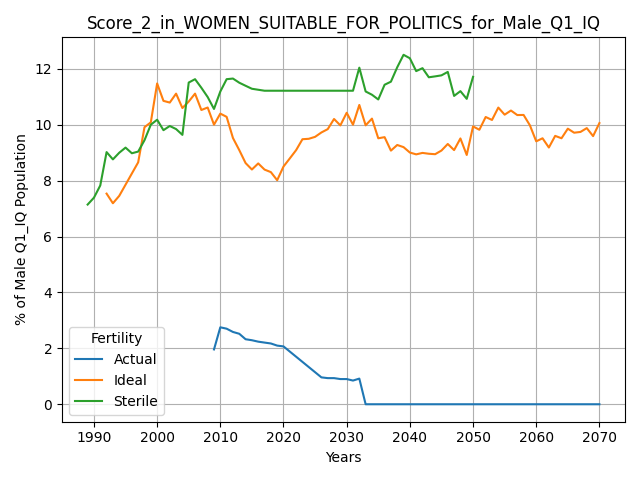 Score_2_in_WOMEN_SUITABLE_FOR_POLITICS_for_Male_Q1_IQ
% of Male Q1_IQ Population
12
10
8
6
4
2
0
Fertility
Actual
Ideal
Sterile
1990 2000 2010 2020 2030 2040 2050 2060 2070
Years